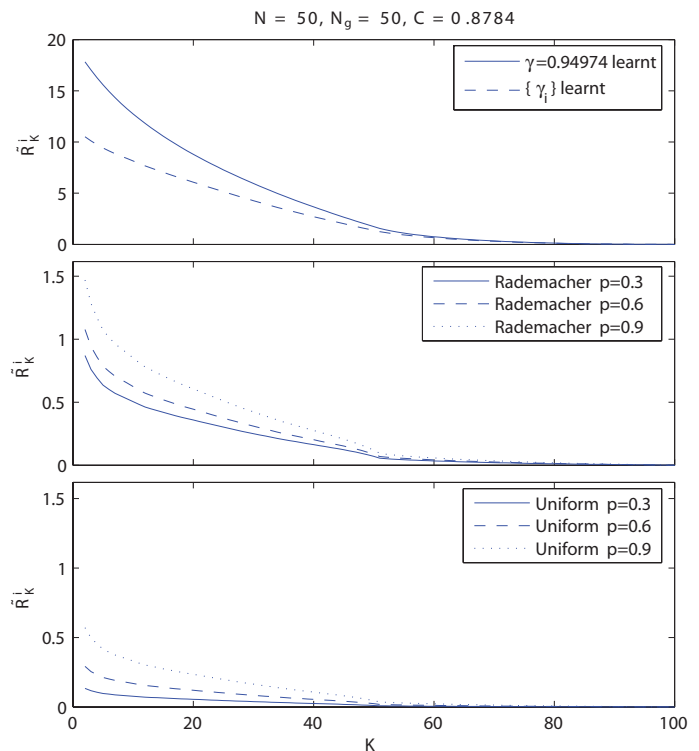 N = 50, N_g = 50, C = 0.8784
20
15
10
5
0
R̃_K^i
γ=0.94974 learnt
{ γ_i } learnt
1.5
1
0.5
0
R̃_K^i
Rademacher p=0.3
Rademacher p=0.6
Rademacher p=0.9
1.5
1
0.5
0
R̃_K^i
Uniform p=0.3
Uniform p=0.6
Uniform p=0.9
0 20 40 60 80 100
K